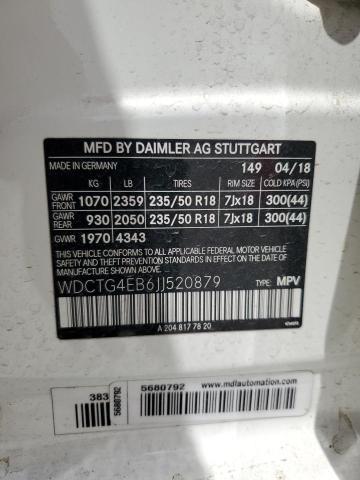 MFD BY DAIMLER AG STUTTGART
MADE IN GERMANY 149 04/18
KG LB TIRES RIM SIZE COLD KPA (PSI)
GAWR FRONT 1070 2359 235/50 R18 7Jx18 300(44)
GAWR REAR 930 2050 235/50 R18 7Jx18 300(44)
GVWR 1970 4343
THIS VEHICLE CONFORMS TO ALL APPLICABLE
FEDERAL MOTOR VEHICLE SAFETY, BUMPER
AND THEFT PREVENTION STANDARDS IN
EFFECT ON THE DATE OF MANUFACTURE
SHOWN ABOVE.
WDCTG4EB6JJ520879
TYPE: MPV
A 204 817 78 20
383
5680792
5680792
www.mdlautomation.com